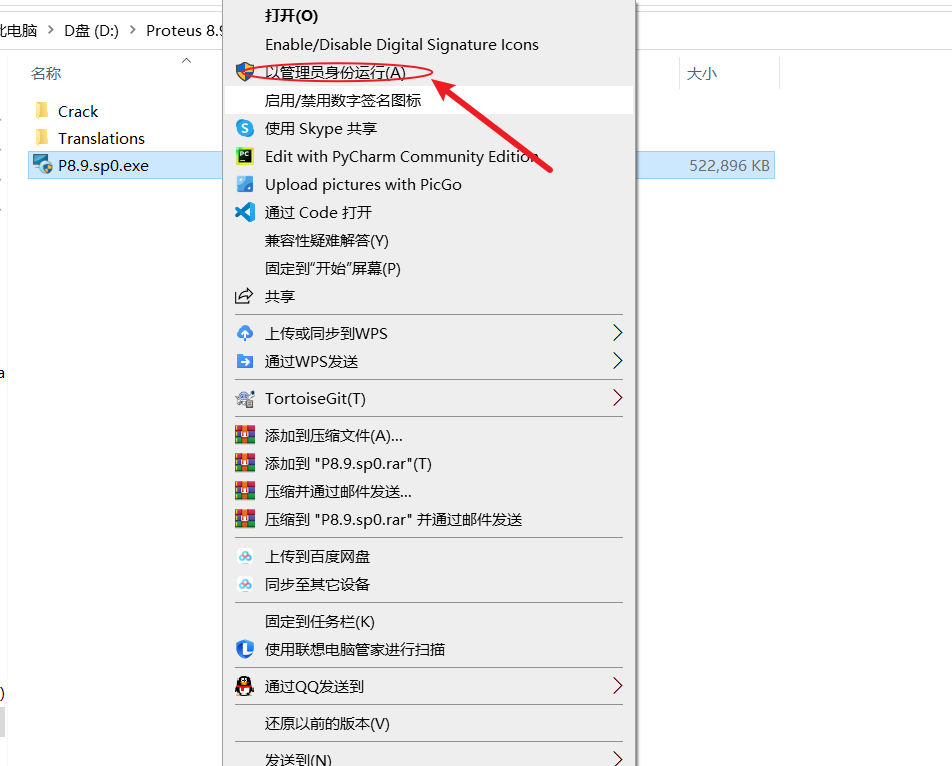 此电脑 > D盘 (D:) > Proteus 8.9
名称
大小
Crack
Translations
P8.9.sp0.exe
522,896 KB
打开(O)
Enable/Disable Digital Signature Icons
以管理员身份运行(A)
启用/禁用数字签名图标
使用 Skype 共享
Edit with PyCharm Community Edition
Upload pictures with PicGo
通过 Code 打开
兼容性疑难解答(Y)
固定到“开始”屏幕(P)
共享
上传或同步到WPS
通过WPS发送
TortoiseGit(T)
添加到压缩文件(A)...
添加到 "P8.9.sp0.rar"(T)
压缩并通过邮件发送...
压缩到 "P8.9.sp0.rar" 并通过邮件发送
上传到百度网盘
同步至其它设备
固定到任务栏(K)
使用联想电脑管家进行扫描
通过QQ发送到
还原以前的版本(V)
发送到(N)